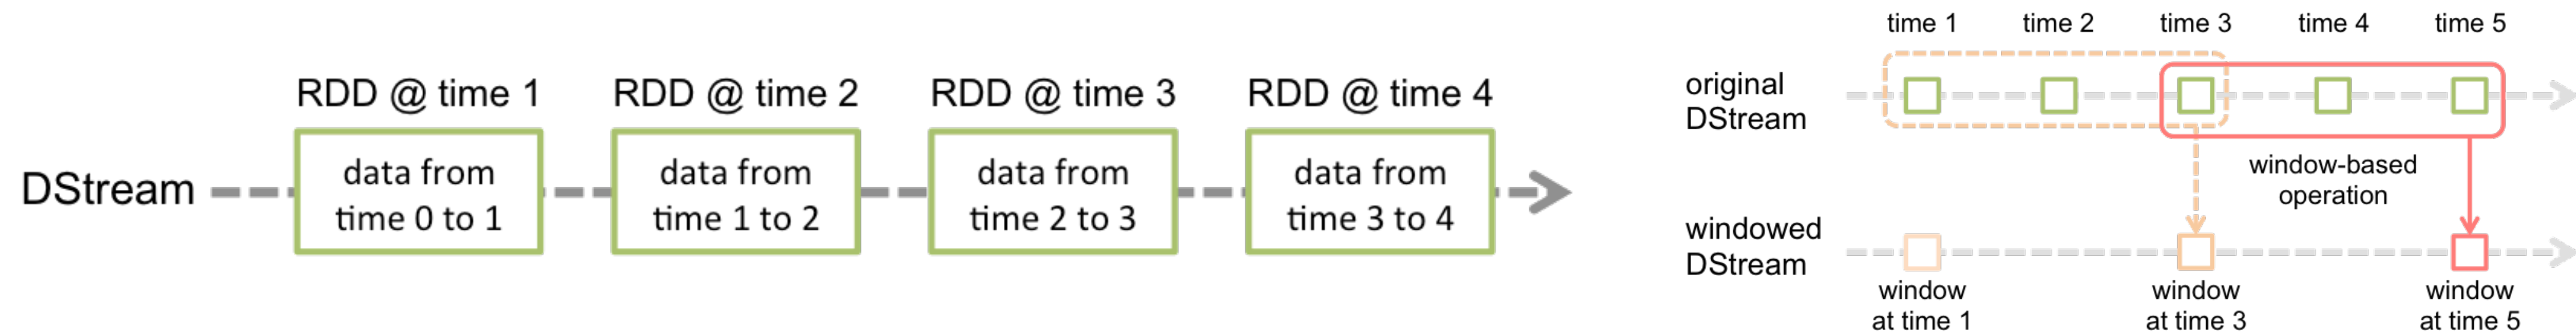 RDD @ time 1 RDD @ time 2 RDD @ time 3 RDD @ time 4
DStream
data from
time 0 to 1
data from
time 1 to 2
data from
time 2 to 3
data from
time 3 to 4
time 1 time 2 time 3 time 4 time 5
original
DStream
window-based
operation
windowed
DStream
window
at time 1
window
at time 3
window
at time 5